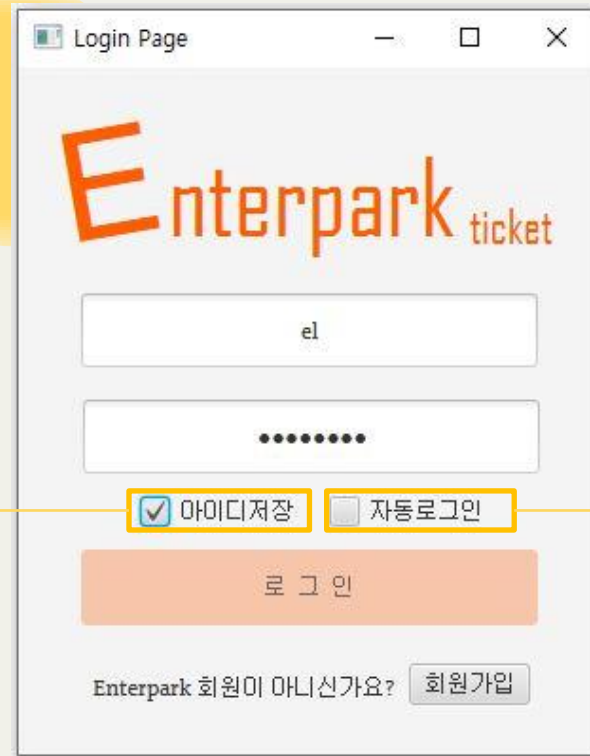 Login Page
Enterpark ticket
el
••••••••
아이디저장 자동로그인
로 그 인
Enterpark 회원이 아니신가요? 회원가입